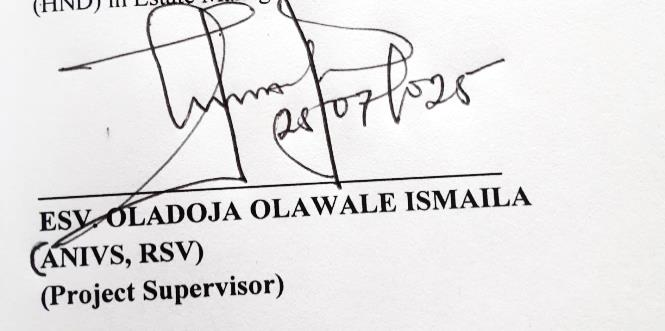 (HND) in Estate
28/07/2025
ESV. OLADOJA OLAWALE ISMAILA
(ANIVS, RSV)
(Project Supervisor)